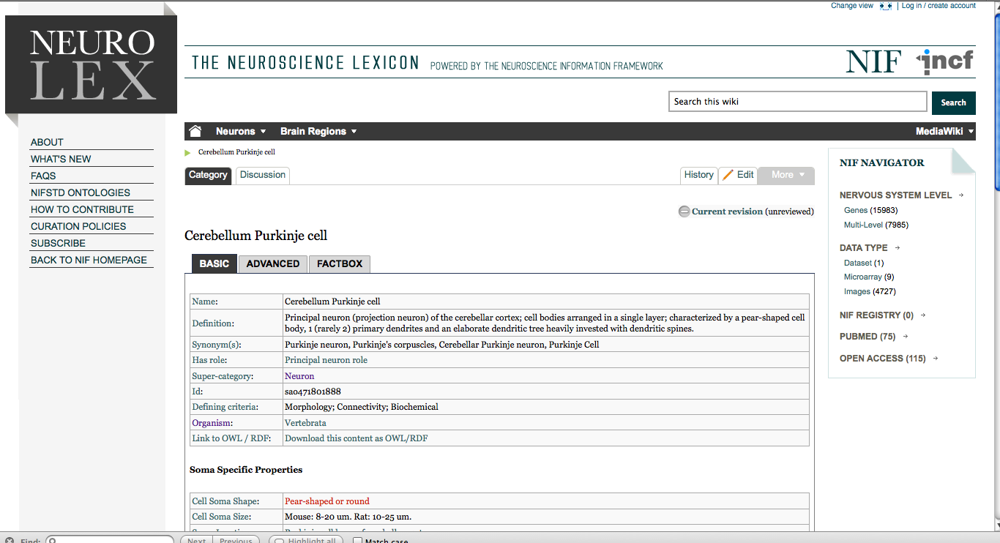 Change view | Log in / create account
NEURO
LEX
THE NEUROSCIENCE LEXICON POWERED BY THE NEUROSCIENCE INFORMATION FRAMEWORK
NIF incf
Search this wiki Search
Neurons Brain Regions MediaWiki
ABOUT
WHAT'S NEW
FAQS
NIFSTD ONTOLOGIES
HOW TO CONTRIBUTE
CURATION POLICIES
SUBSCRIBE
BACK TO NIF HOMEPAGE
Cerebellum Purkinje cell
Category Discussion History Edit More
Current revision (unreviewed)
Cerebellum Purkinje cell
BASIC ADVANCED FACTBOX
Name: Cerebellum Purkinje cell
Definition: Principal neuron (projection neuron) of the cerebellar cortex; cell bodies arranged in a single layer; characterized by a pear-shaped cell
body, 1 (rarely 2) primary dendrites and an elaborate dendritic tree heavily invested with dendritic spines.
Synonym(s): Purkinje neuron, Purkinje's corpuscles, Cerebellar Purkinje neuron, Purkinje Cell
Has role: Principal neuron role
Super-category: Neuron
Id: sao471801888
Defining criteria: Morphology; Connectivity; Biochemical
Organism: Vertebrata
Link to OWL / RDF: Download this content as OWL/RDF
Soma Specific Properties
Cell Soma Shape: Pear-shaped or round
Cell Soma Size: Mouse: 8-20 um. Rat: 10-25 um.
NIF NAVIGATOR
NERVOUS SYSTEM LEVEL
Genes (15983)
Multi-Level (7985)
DATA TYPE
Dataset (1)
Microarray (9)
Images (4727)
NIF REGISTRY (0)
PUBMED (75)
OPEN ACCESS (115)
Find: Next Previous Highlight all Match case